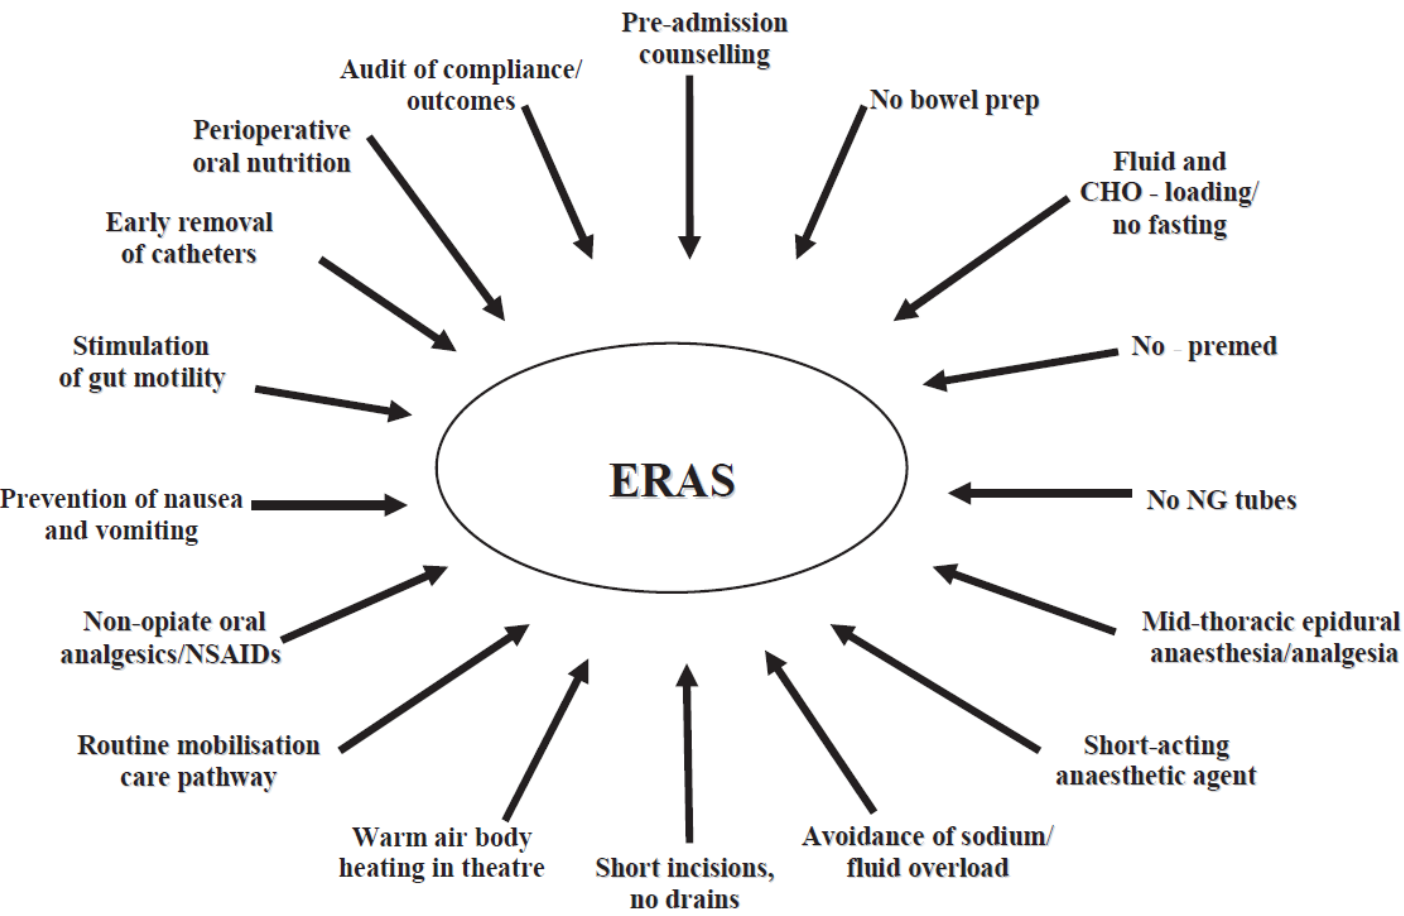 Pre-admission
counselling
No bowel prep
Fluid and
CHO - loading/
no fasting
No - premed
No NG tubes
Mid-thoracic epidural
anaesthesia/analgesia
Short-acting
anaesthetic agent
Avoidance of sodium/
fluid overload
Short incisions,
no drains
Warm air body
heating in theatre
Routine mobilisation
care pathway
Non-opiate oral
analgesics/NSAIDs
Prevention of nausea
and vomiting
Stimulation
of gut motility
Early removal
of catheters
Perioperative
oral nutrition
Audit of compliance/
outcomes
ERAS